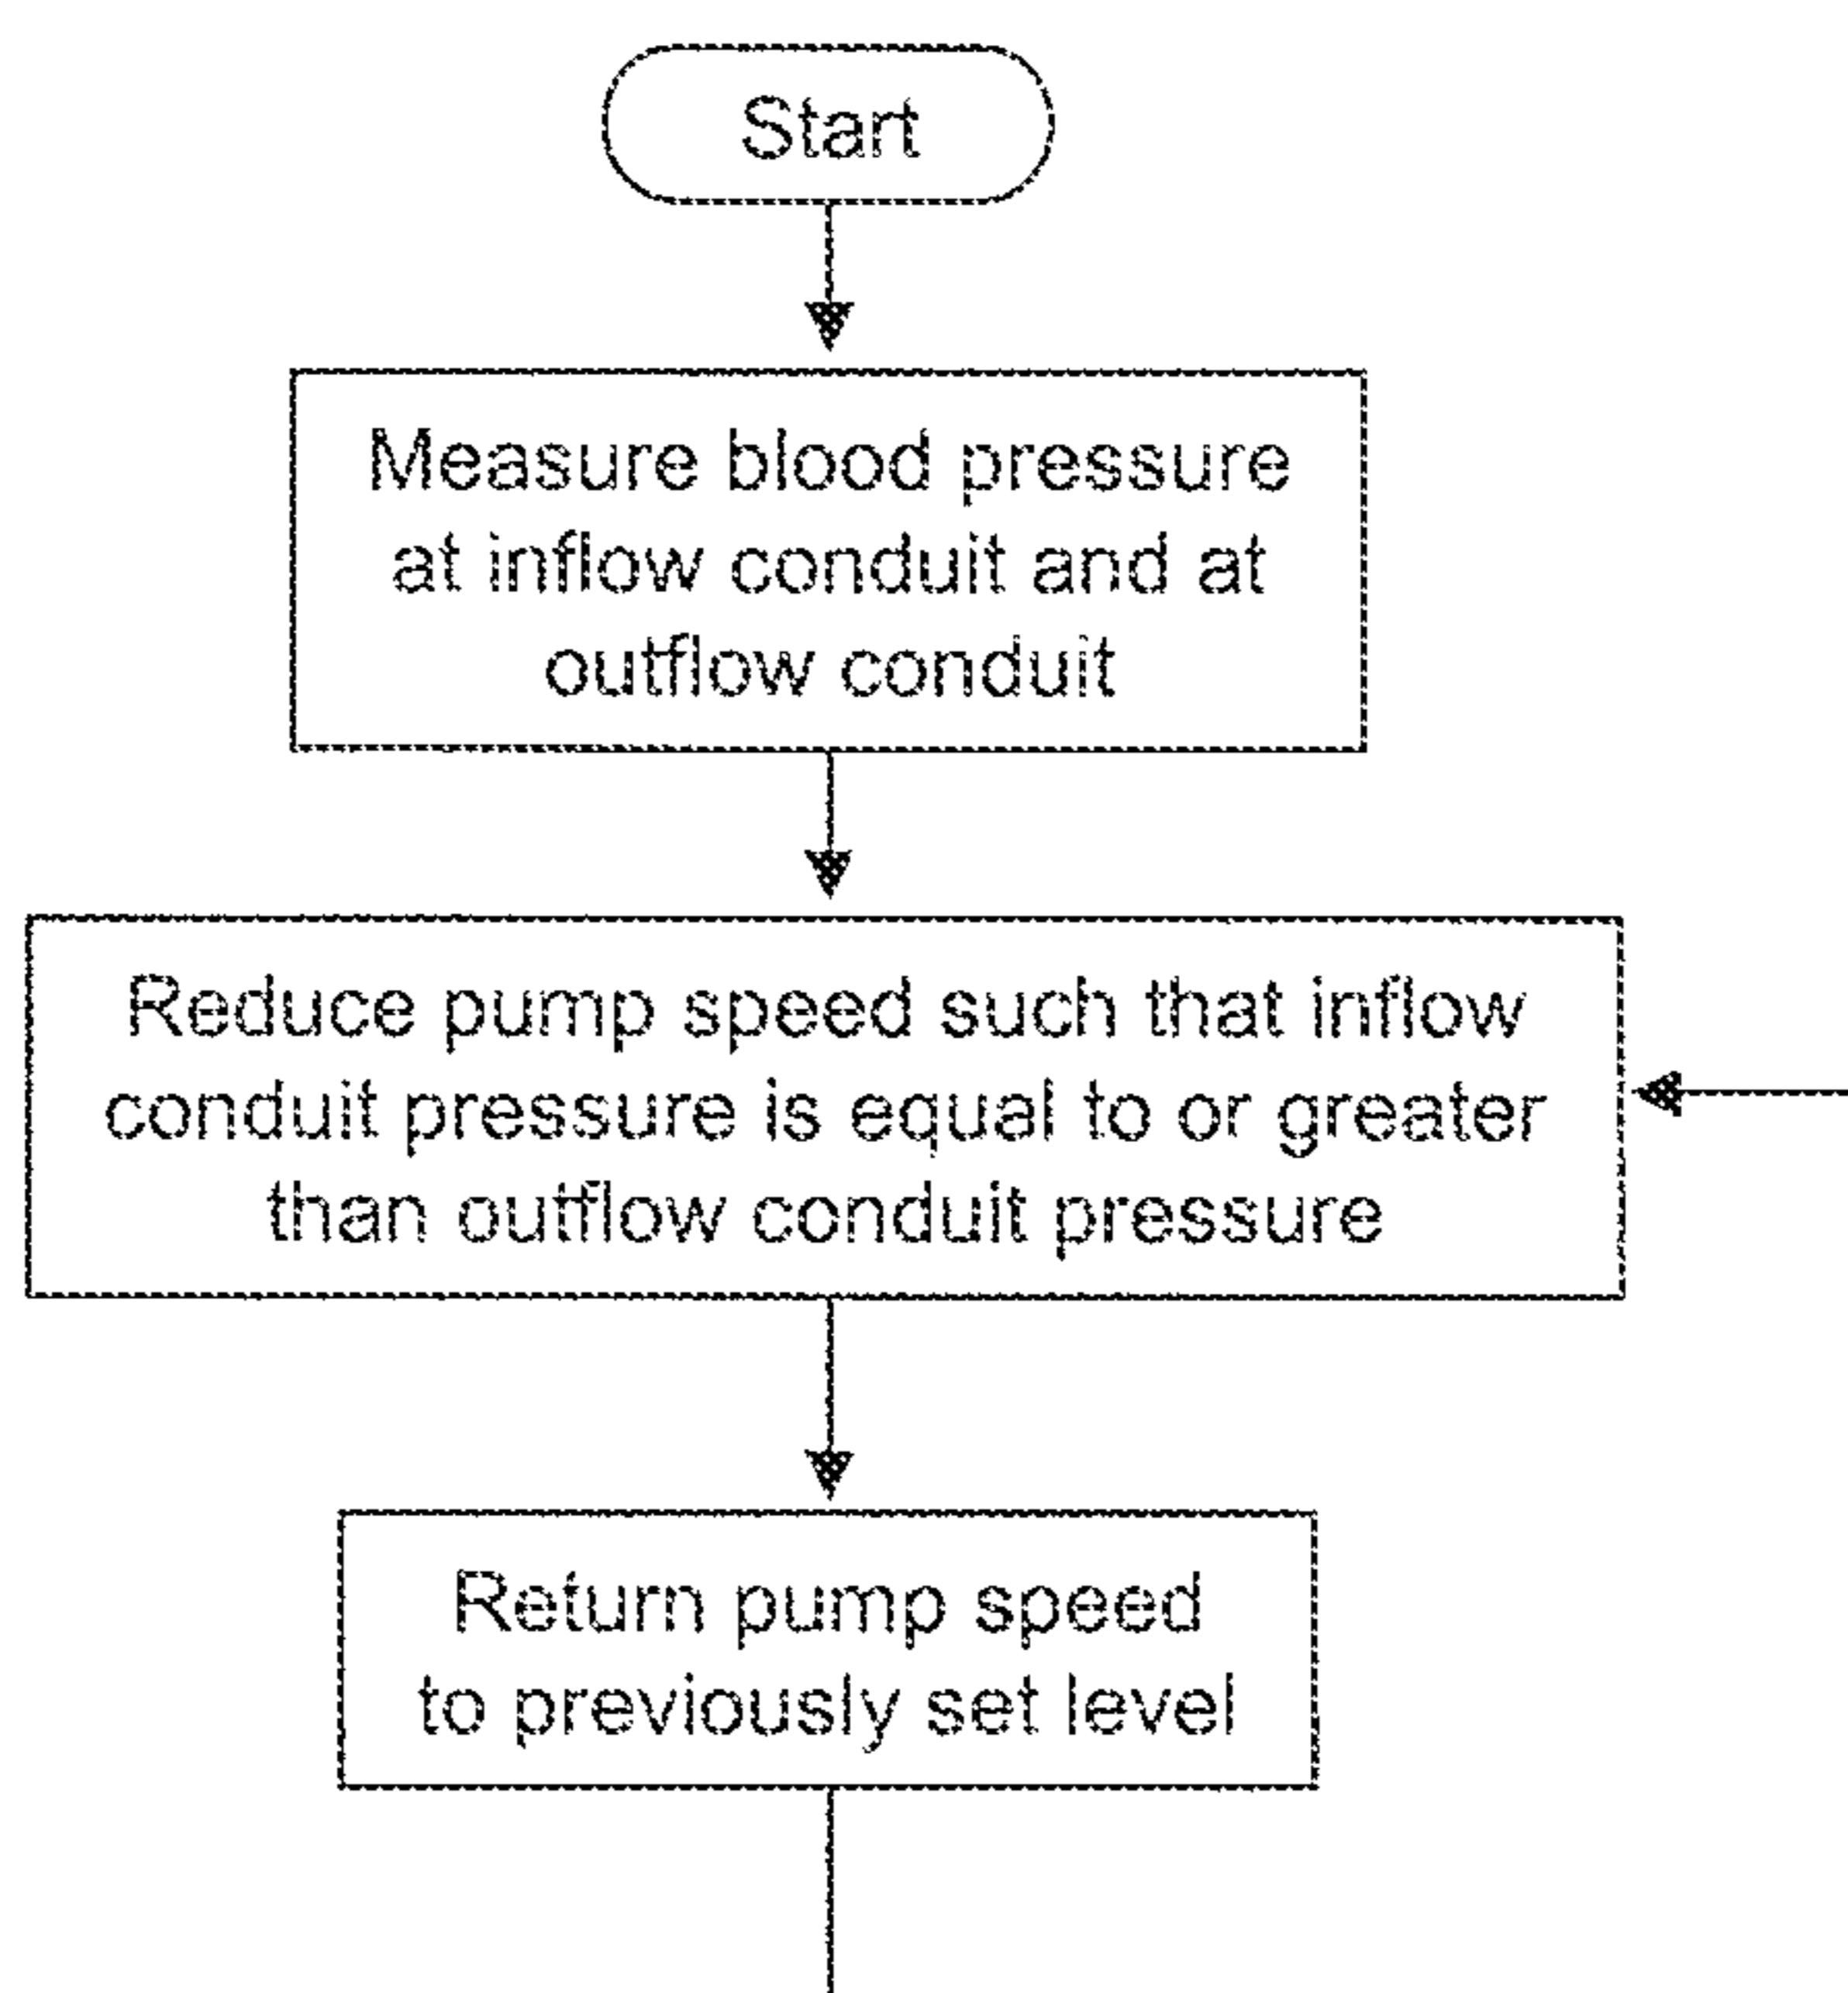 Start
Measure blood pressure
at inflow conduit and at
outflow conduit
Reduce pump speed such that inflow
conduit pressure is equal to or greater
than outflow conduit pressure
Return pump speed
to previously set level